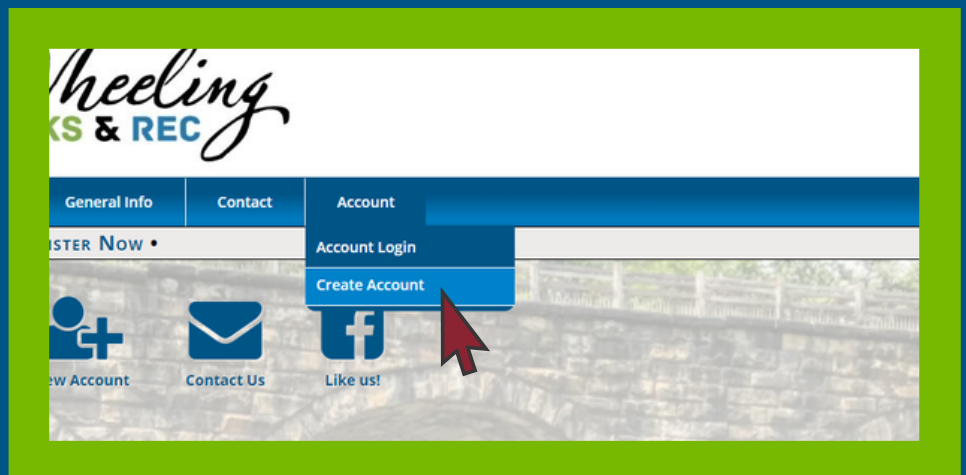 heeling
KS & REC
General Info Contact Account
ISTER NOW •
Account Login
Create Account
ew Account Contact Us Like us!